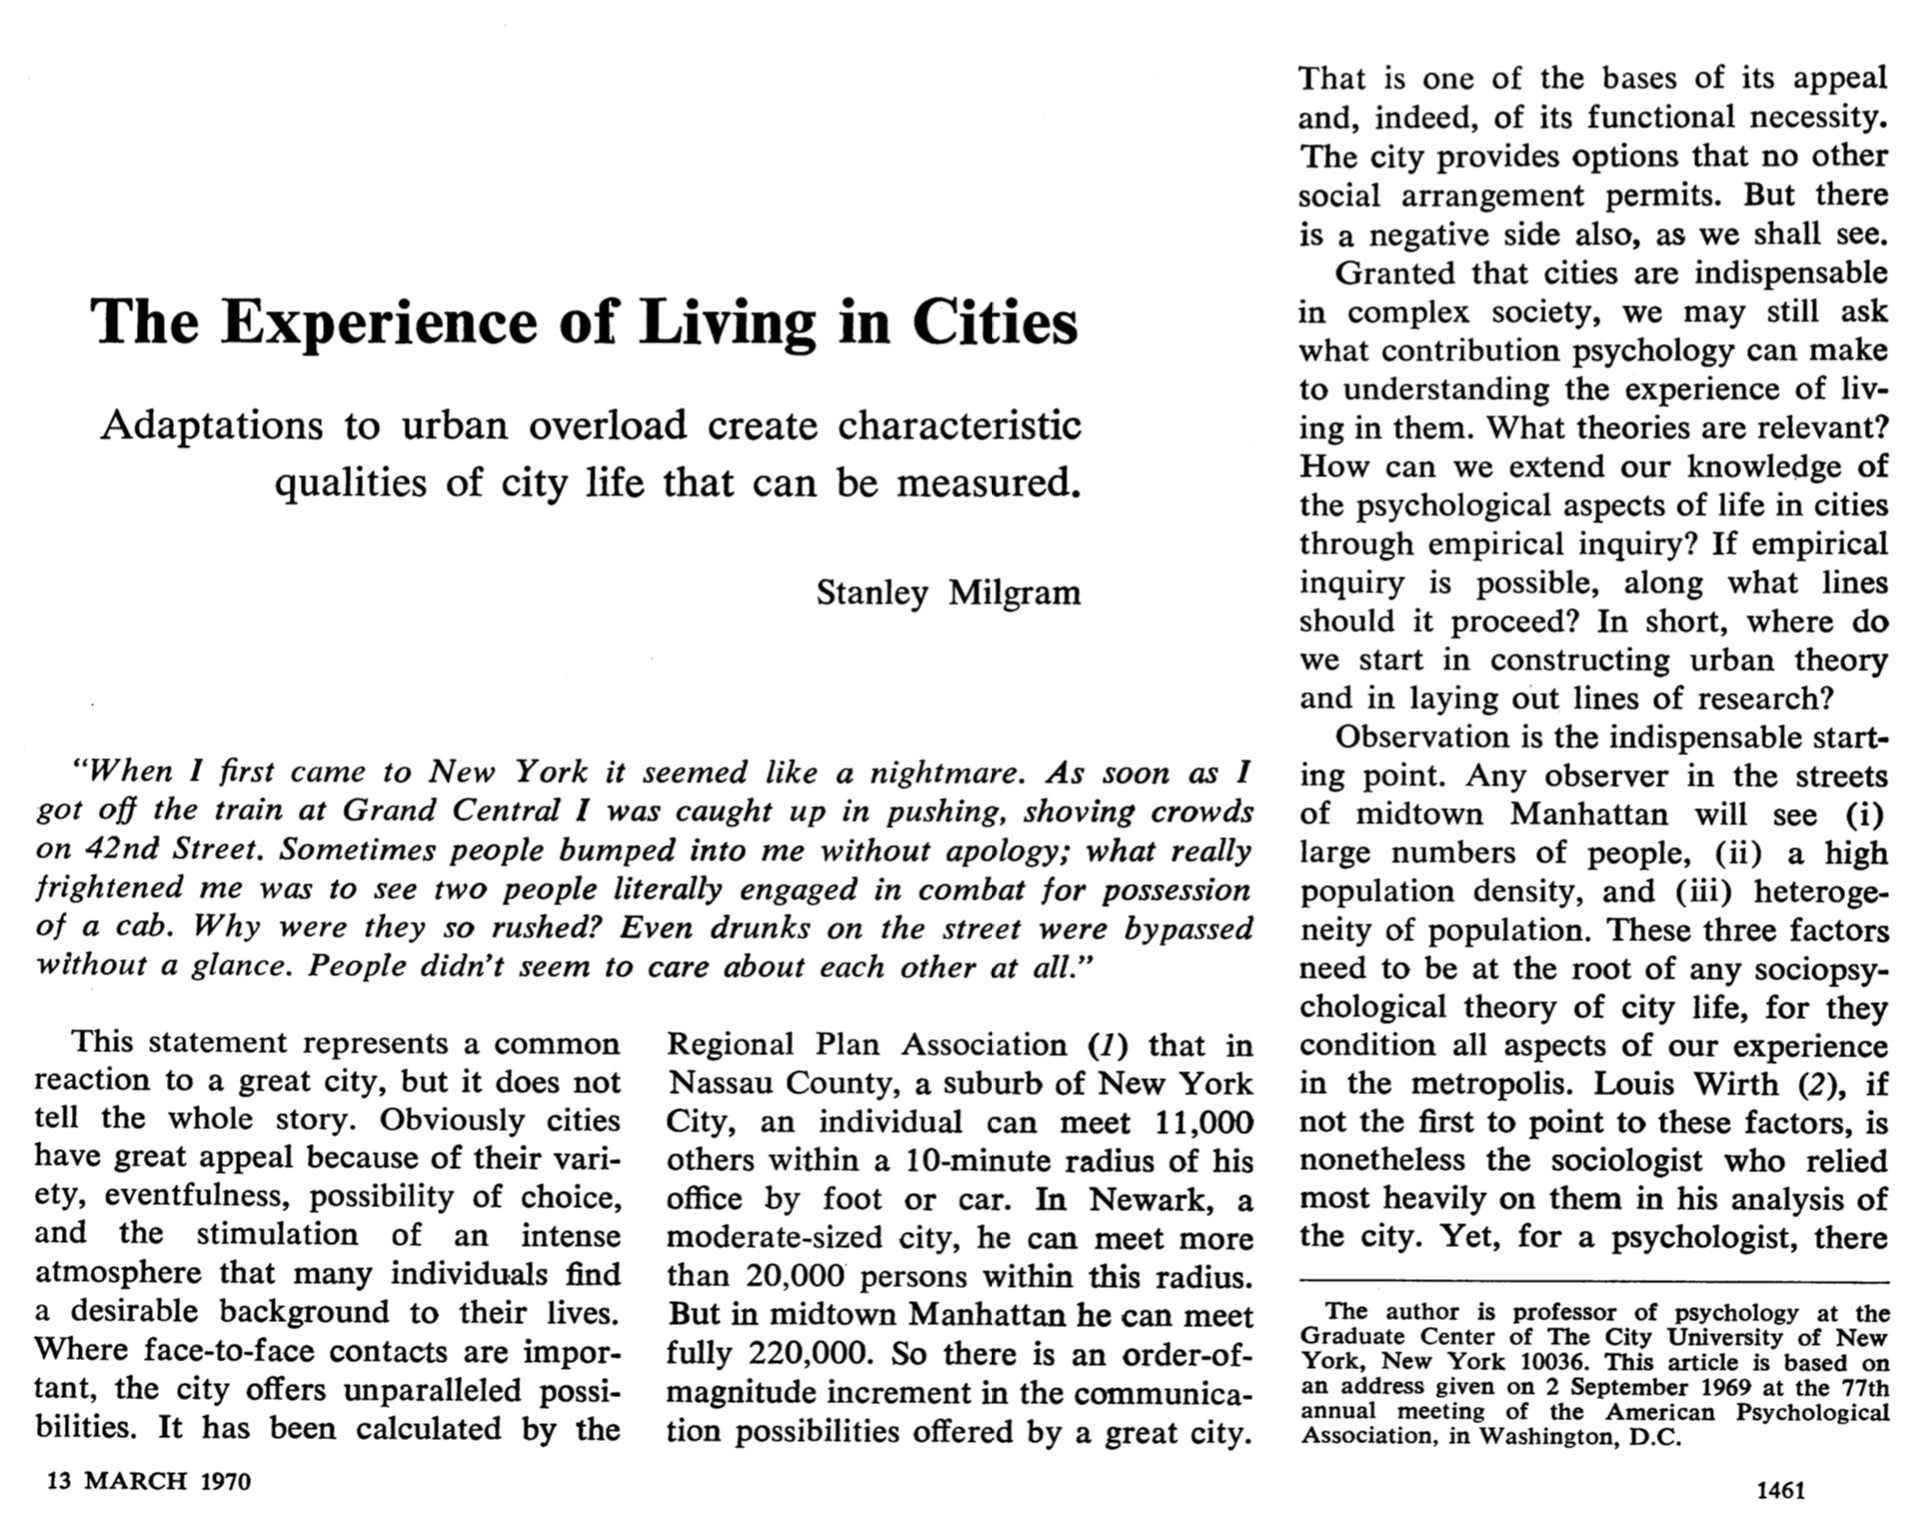 The Experience of Living in Cities
Adaptations to urban overload create characteristic
qualities of city life that can be measured.
Stanley Milgram
“When I first came to New York it seemed like a nightmare. As soon as I
got off the train at Grand Central I was caught up in pushing, shoving crowds
on 42nd Street. Sometimes people bumped into me without apology; what really
frightened me was to see two people literally engaged in combat for possession
of a cab. Why were they so rushed? Even drunks on the street were bypassed
without a glance. People didn’t seem to care about each other at all.”
This statement represents a common
reaction to a great city, but it does not
tell the whole story. Obviously cities
have great appeal because of their vari-
ety, eventfulness, possibility of choice,
and the stimulation of an intense
atmosphere that many individuals find
a desirable background to their lives.
Where face-to-face contacts are impor-
tant, the city offers unparalleled possi-
bilities. It has been calculated by the
Regional Plan Association (1) that in
Nassau County, a suburb of New York
City, an individual can meet 11,000
others within a 10-minute radius of his
office by foot or car. In Newark, a
moderate-sized city, he can meet more
than 20,000 persons within this radius.
But in midtown Manhattan he can meet
fully 220,000. So there is an order-of-
magnitude increment in the communica-
tion possibilities offered by a great city.
That is one of the bases of its appeal
and, indeed, of its functional necessity.
The city provides options that no other
social arrangement permits. But there
is a negative side also, as we shall see.
Granted that cities are indispensable
in complex society, we may still ask
what contribution psychology can make
to understanding the experience of liv-
ing in them. What theories are relevant?
How can we extend our knowledge of
the psychological aspects of life in cities
through empirical inquiry? If empirical
inquiry is possible, along what lines
should it proceed? In short, where do
we start in constructing urban theory
and in laying out lines of research?
Observation is the indispensable start-
ing point. Any observer in the streets
of midtown Manhattan will see (i)
large numbers of people, (ii) a high
population density, and (iii) heteroge-
neity of population. These three factors
need to be at the root of any sociopsy-
chological theory of city life, for they
condition all aspects of our experience
in the metropolis. Louis Wirth (2), if
not the first to point to these factors, is
nonetheless the sociologist who relied
most heavily on them in his analysis of
the city. Yet, for a psychologist, there
The author is professor of psychology at the
Graduate Center of The City University of New
York, New York 10036. This article is based on
an address given on 2 September 1969 at the 77th
annual meeting of the American Psychological
Association, in Washington, D.C.
13 MARCH 1970
1461